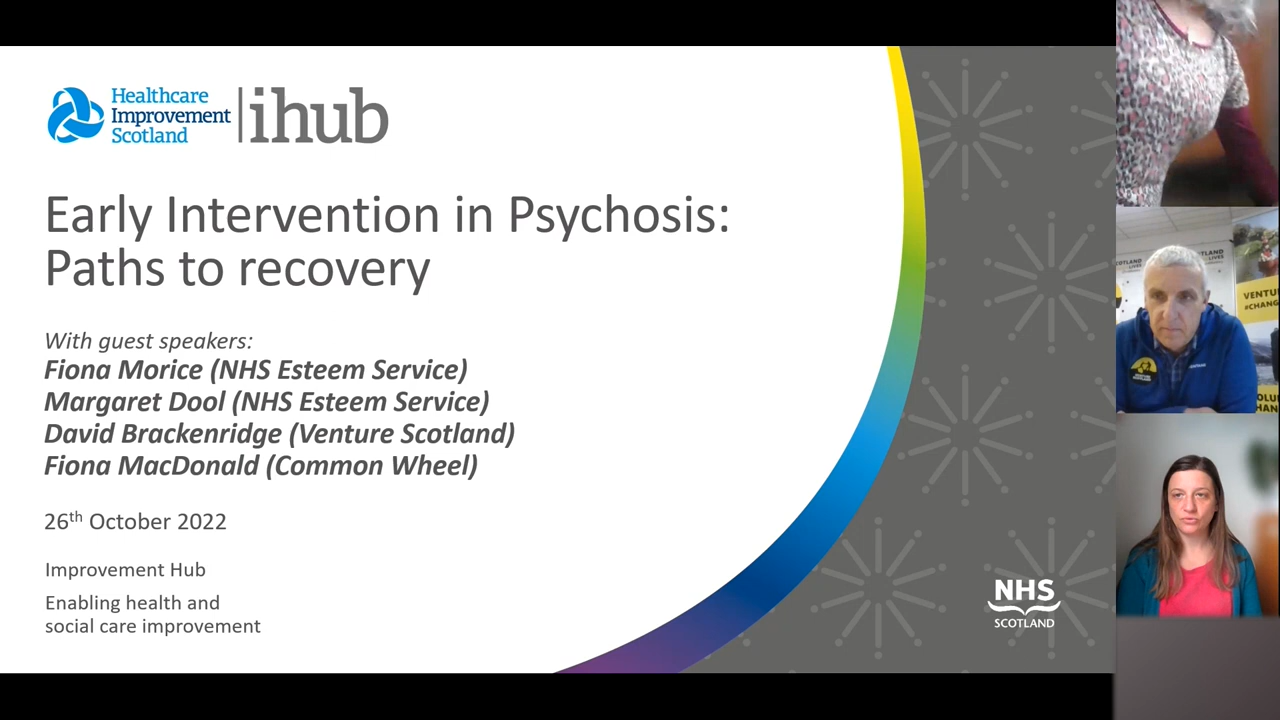 Healthcare
Improvement
Scotland
ihub
Early Intervention in Psychosis:
Paths to recovery
With guest speakers:
Fiona Morice (NHS Esteem Service)
Margaret Dool (NHS Esteem Service)
David Brackenridge (Venture Scotland)
Fiona MacDonald (Common Wheel)
26th October 2022
Improvement Hub
Enabling health and
social care improvement
NHS
SCOTLAND
VENTU
#CHANG